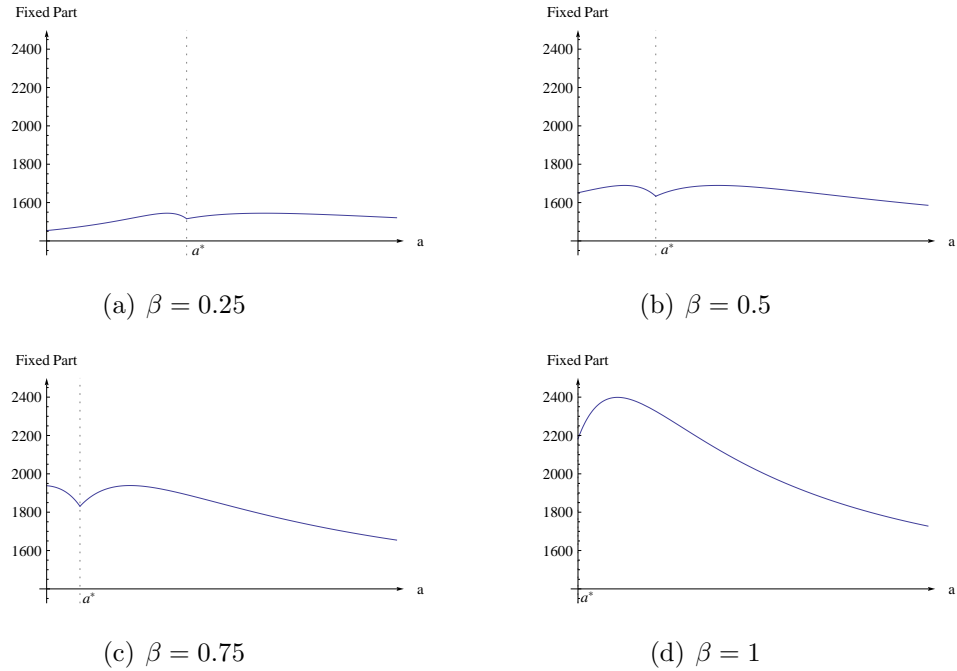 Fixed Part
2400
2200
2000
1800
1600
a
a*
(a) β = 0.25
Fixed Part
2400
2200
2000
1800
1600
a
a*
(b) β = 0.5
Fixed Part
2400
2200
2000
1800
1600
a
a*
(c) β = 0.75
Fixed Part
2400
2200
2000
1800
1600
a
a*
(d) β = 1